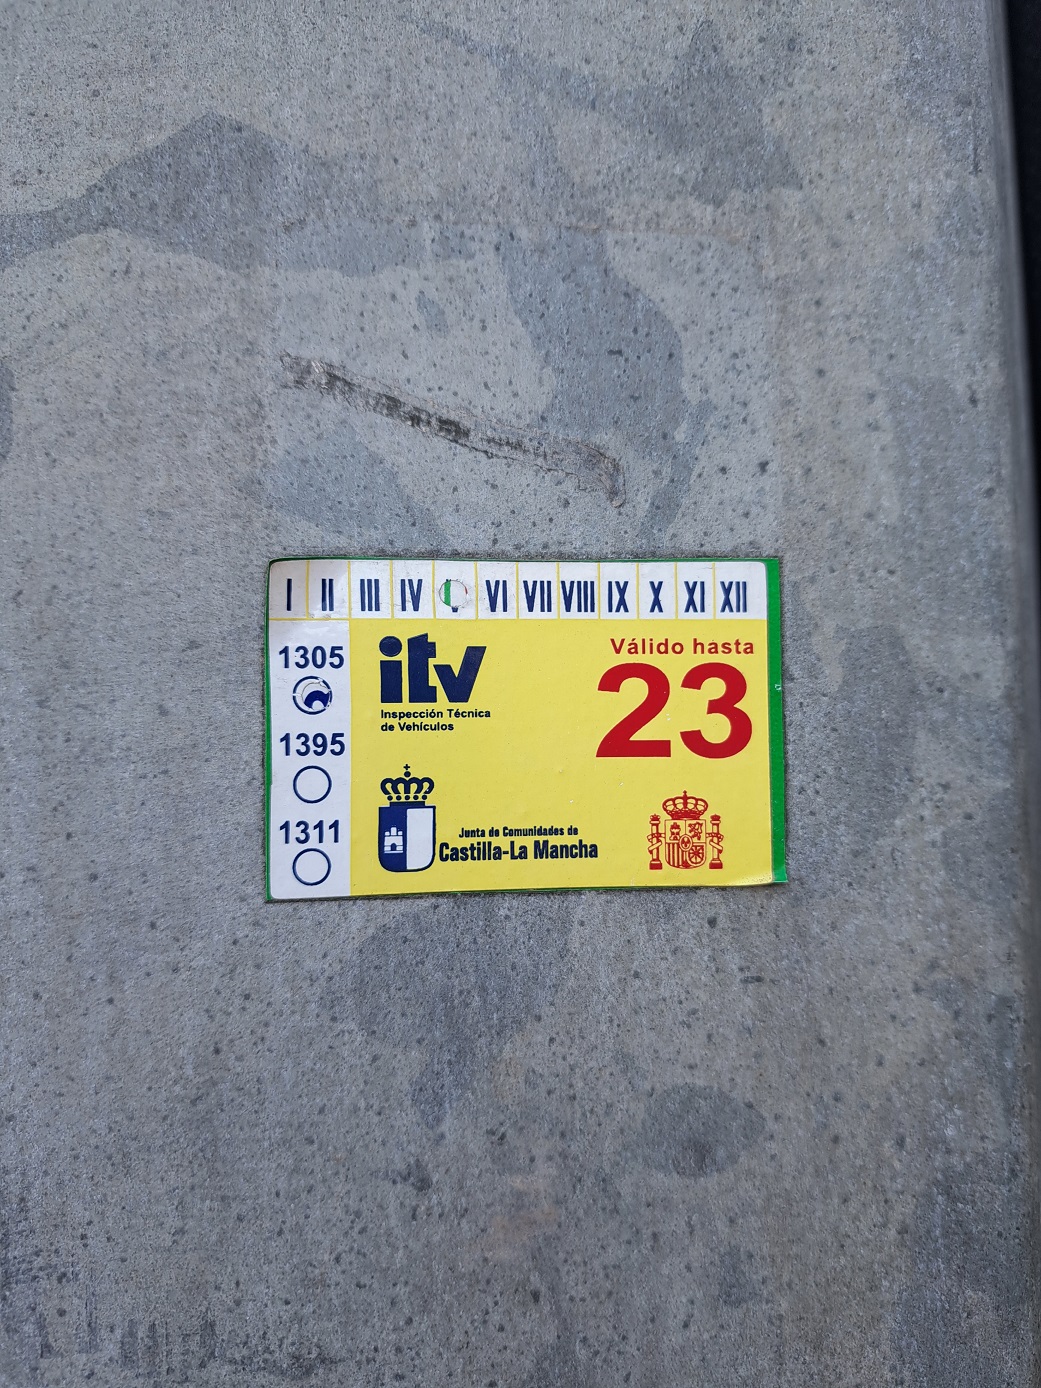 I II III IV VI VII VIII IX X XI XII
1305
1395
1311
itv
Inspección Técnica
de Vehículos
Válido hasta
23
Junta de Comunidades de
Castilla-La Mancha